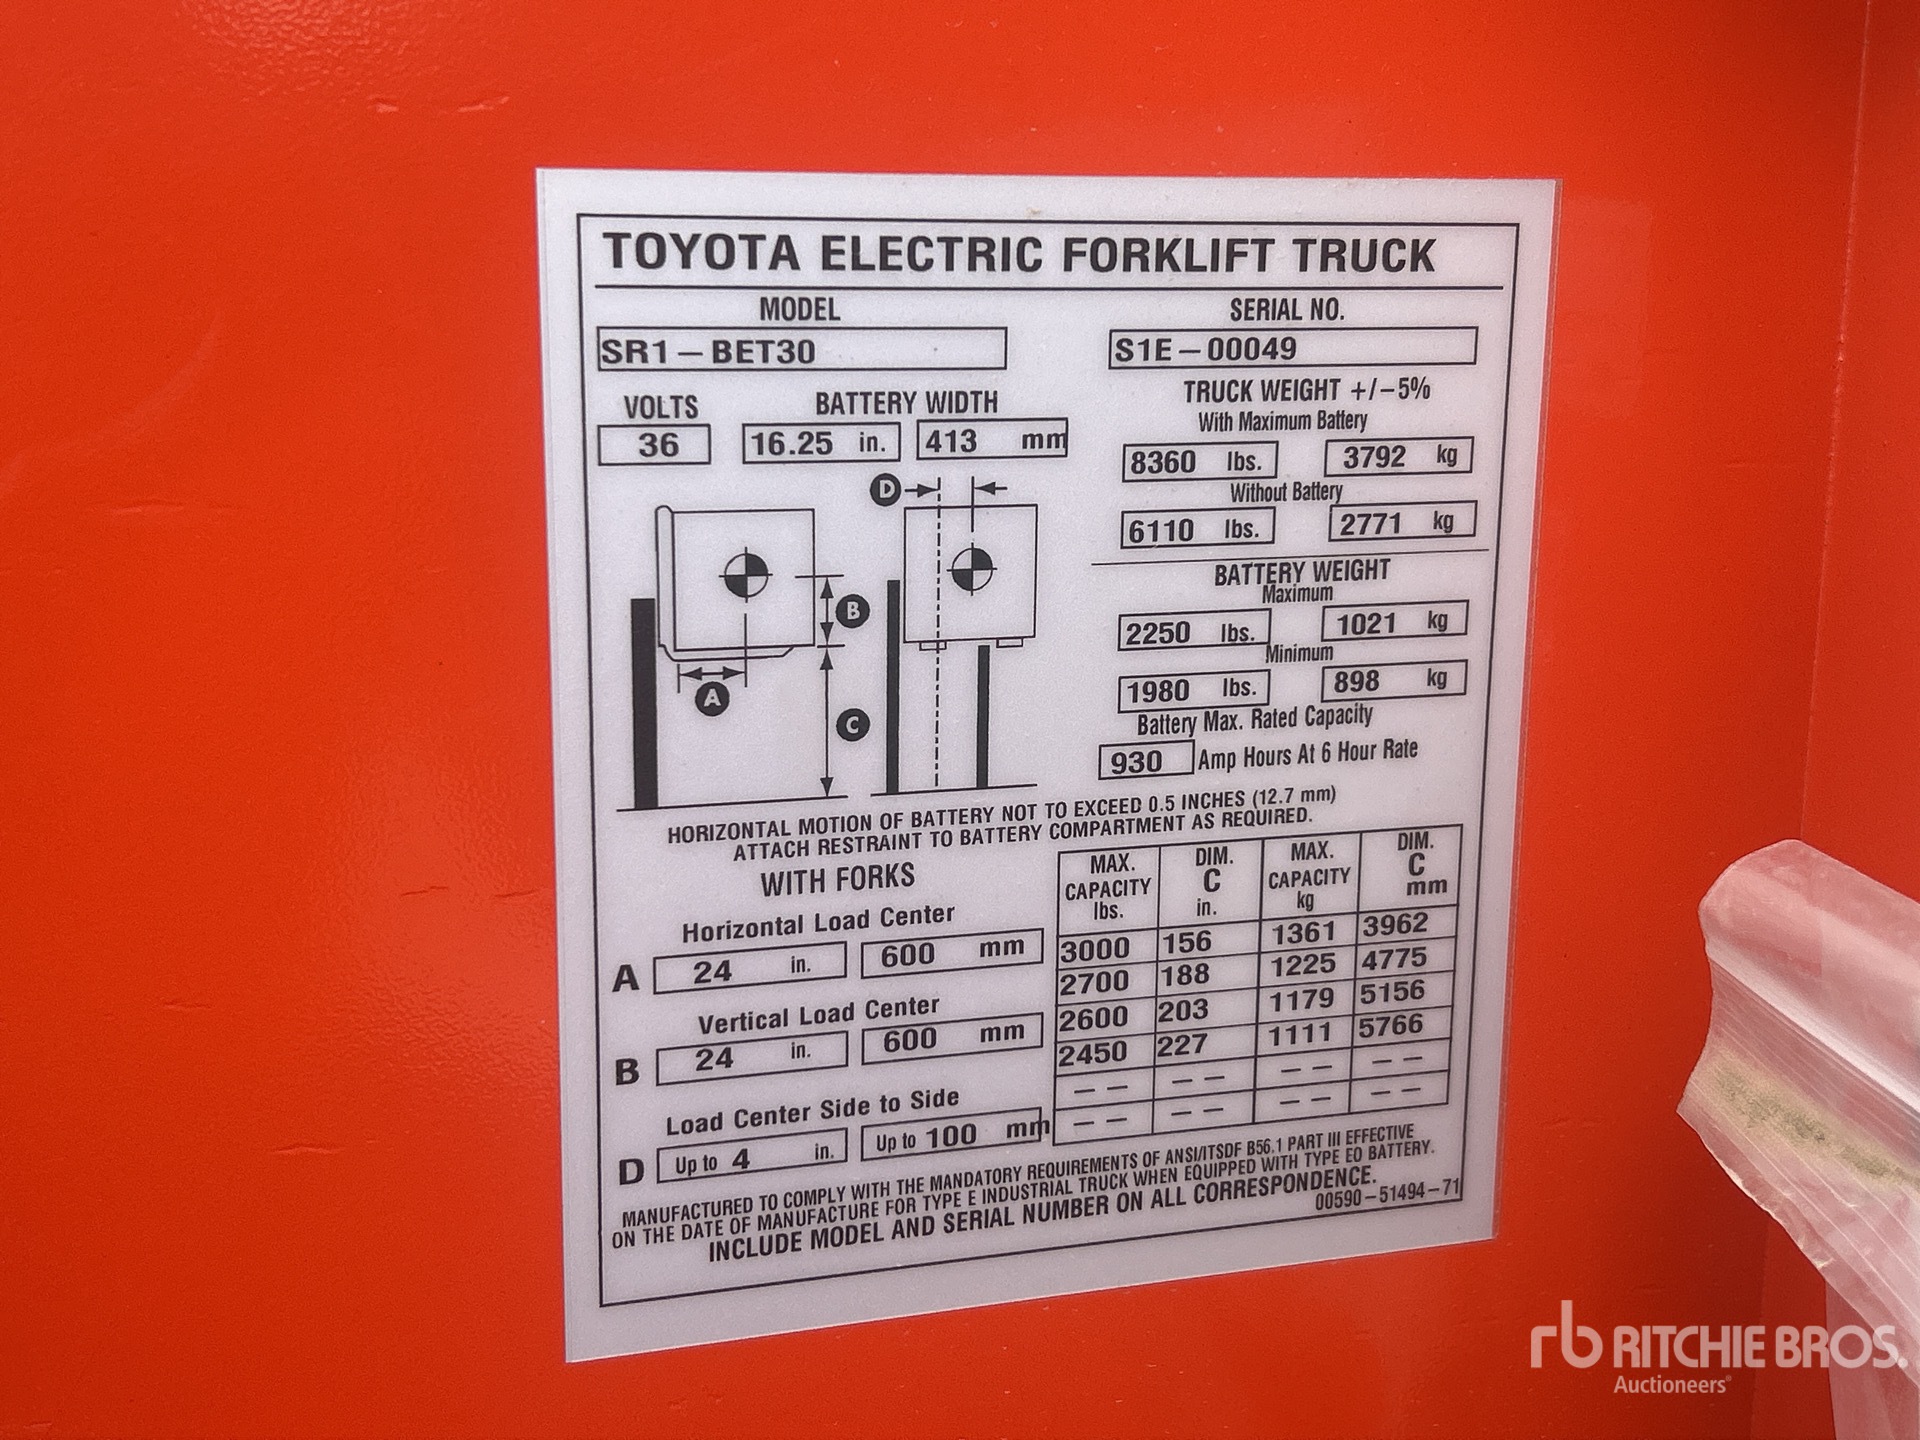 TOYOTA ELECTRIC FORKLIFT TRUCK
MODEL
SR1-BET30
SERIAL NO.
S1E-00049
VOLTS
36
BATTERY WIDTH
16.25 in. 413 mm
TRUCK WEIGHT +/-5%
With Maximum Battery
8360 lbs. 3792 kg
Without Battery
6110 lbs. 2771 kg
BATTERY WEIGHT
Maximum
2250 lbs. 1021 kg
Minimum
1980 lbs. 898 kg
Battery Max. Rated Capacity
930 Amp Hours At 6 Hour Rate
D
B
A
C
HORIZONTAL MOTION OF BATTERY NOT TO EXCEED 0.5 INCHES (12.7 mm)
ATTACH RESTRAINT TO BATTERY COMPARTMENT AS REQUIRED.
WITH FORKS
Horizontal Load Center
A 24 in. 600 mm
Vertical Load Center
B 24 in. 600 mm
Load Center Side to Side
D Up to 4 in. Up to 100 mm
MAX. CAPACITY lbs. DIM. C in. MAX. CAPACITY kg DIM. C mm
3000 156 1361 3962
2700 188 1225 4775
2600 203 1179 5156
2450 227 1111 5766
-- -- -- --
-- -- -- --
MANUFACTURED TO COMPLY WITH THE MANDATORY REQUIREMENTS OF ANSI/ITSDF B56.1 PART III EFFECTIVE
ON THE DATE OF MANUFACTURE FOR TYPE E INDUSTRIAL TRUCK WHEN EQUIPPED WITH TYPE EO BATTERY.
INCLUDE MODEL AND SERIAL NUMBER ON ALL CORRESPONDENCE.
00590-51494-71
rb RITCHIE BROS.
Auctioneers